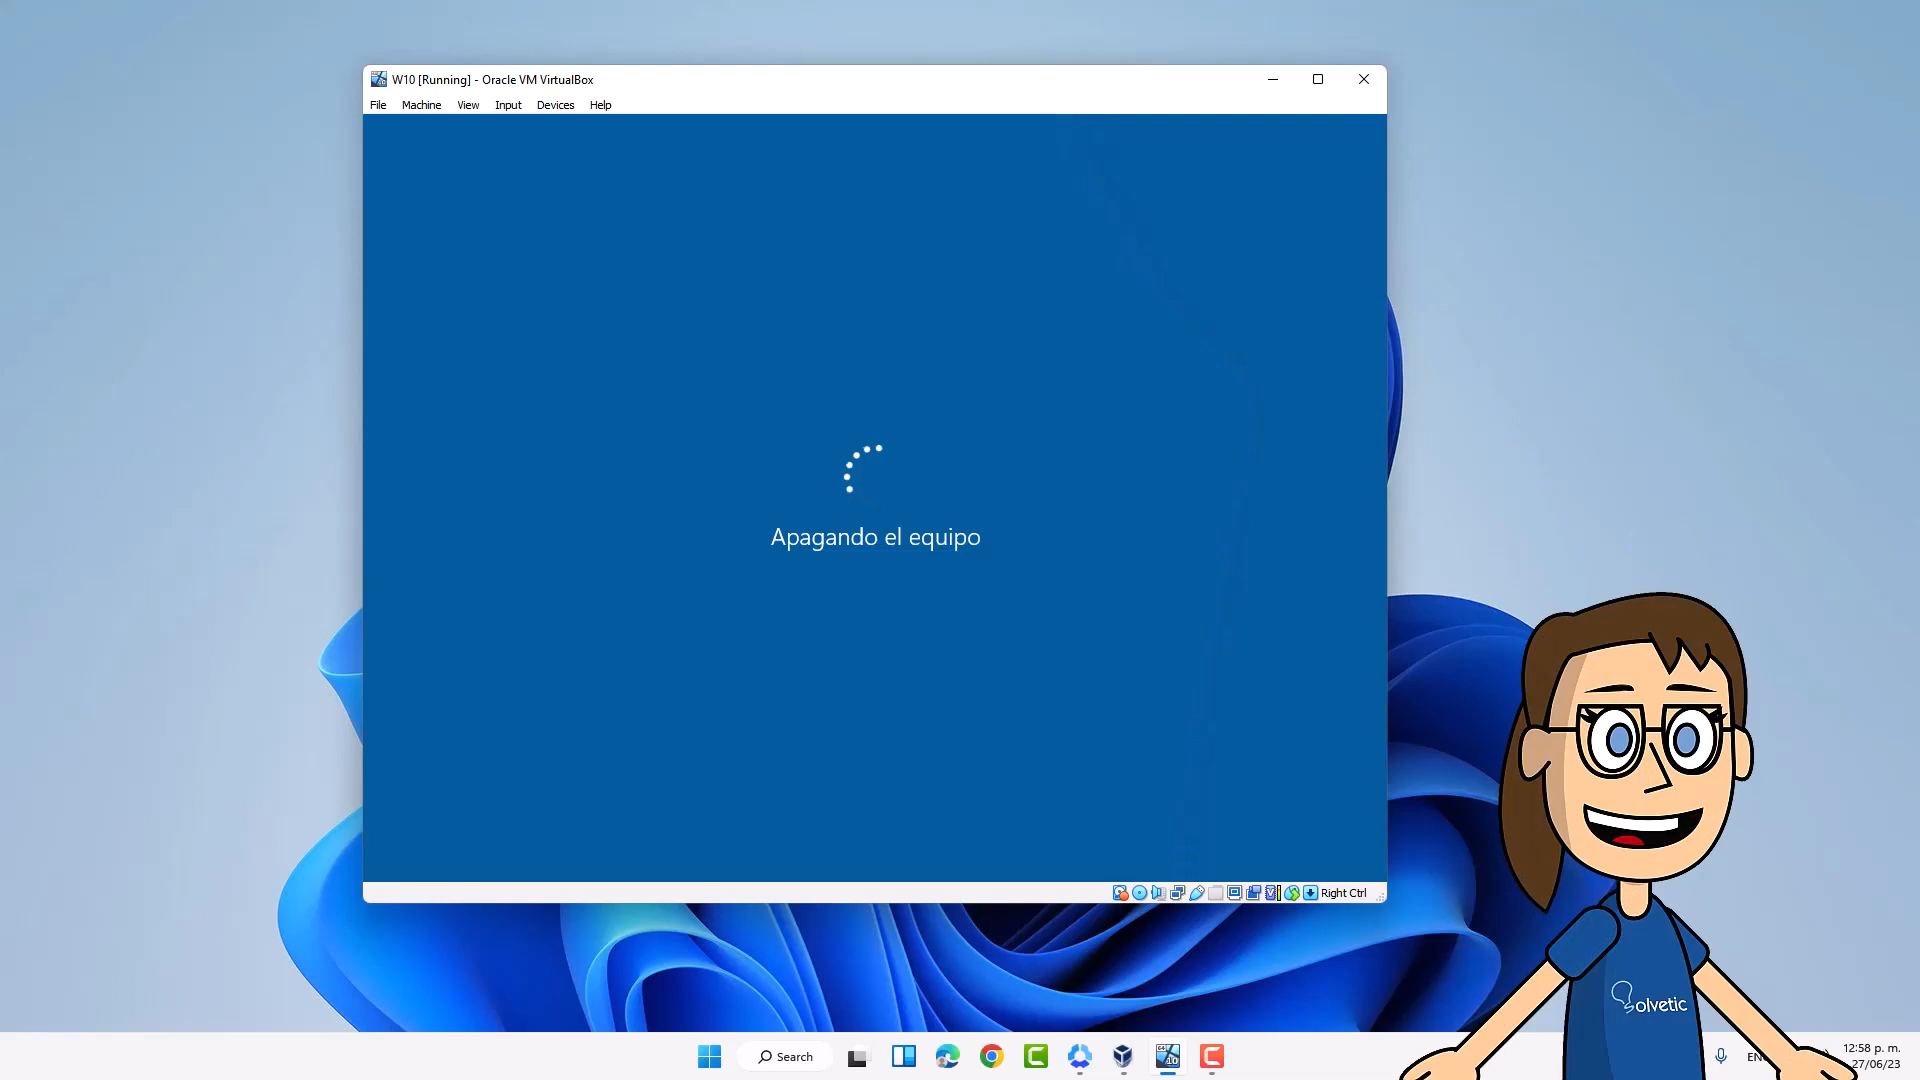 W10 [Running] - Oracle VM VirtualBox
File Machine View Input Devices Help
Apagando el equipo
Right Ctrl
Solvetic
Search
12:58 p. m.
27/06/23